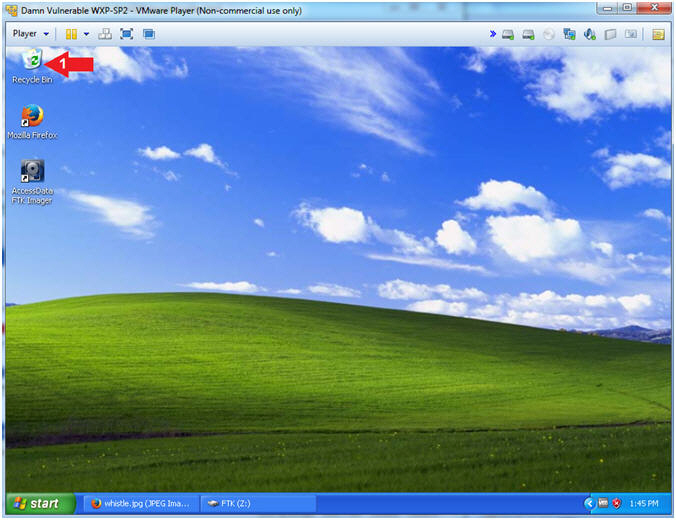 Damn Vulnerable WXP-SP2 - VMware Player (Non-commercial use only)
Player
1
Recycle Bin
Mozilla Firefox
AccessData
FTK Imager
start
whistle.jpg (JPEG Ima...
FTK (Z:)
1:45 PM